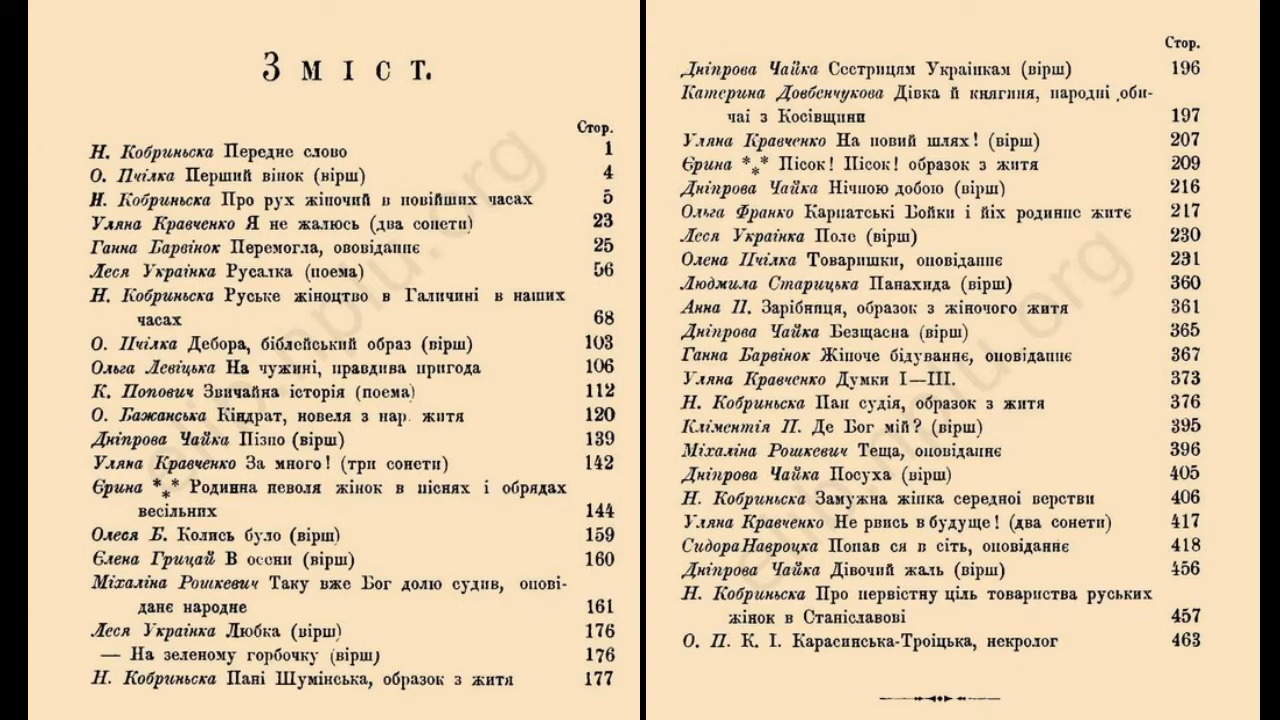 Зміст.
Стор.
Н. Кобриньска Переднє слово 1
О. Пчілка Перший вінок (вірш) 4
Н. Кобриньска Про рух жіночий в новійших часах 5
Уляна Кравченко Я не жалюсь (два сонети) 23
Ганна Барвінок Перемогла, оповіданнє 25
Леся Українка Русалка (поема) 56
Н. Кобриньска Руське жіноцтво в Галичині в наших
часах 68
О. Пчілка Дебора, біблейський образ (вірш) 103
Ольга Левіцька На чужині, правдива пригода 106
К. Попович Звичайна історія (поема) 112
О. Бажанська Кіндрат, новеля з нар. житя 120
Дніпрова Чайка Пізно (вірш) 139
Уляна Кравченко За много! (три сонети) 142
Єрина *** Родинна неволя жінок в піснях і обрядах
весільних 144
Олеся Б. Колись було (вірш) 159
Єлена Грицай В осени (вірш) 160
Міхаліна Рошкевич Таку вже Бог долю судив, опові-
данє народне 161
Леся Українка Любка (вірш) 176
— На зеленому горбочку (вірш) 176
Н. Кобриньска Пані Шумінська, образок з житя 177
Стор.
Дніпрова Чайка Сестрицям Українкам (вірш) 196
Катерина Довбенчукова Дівка й княгиня, народні оби-
чаї з Косівщини 197
Уляна Кравченко На новий шлях! (вірш) 207
Єрина *** Пісок! Пісок! образок з житя 209
Дніпрова Чайка Нічною добою (вірш) 216
Ольга Франко Карпатські Бойки і йіх родинне житє 217
Леся Українка Поле (вірш) 230
Олена Пчілка Товаришки, оповіданнє 231
Людмила Старицька Панахида (вірш) 360
Анна П. Зарібниця, образок з жіночого житя 361
Дніпрова Чайка Безщасна (вірш) 365
Ганна Барвінок Жіноче бідуваннє, оповіданнє 367
Уляна Кравченко Думки I—III. 373
Н. Кобриньска Пан судія, образок з житя 376
Кліментія П. Де Бог мій? (вірш) 395
Міхаліна Рошкевич Теща, оповіданнє 396
Дніпрова Чайка Посуха (вірш) 405
Н. Кобриньска Замужна жінка середної верстви 406
Уляна Кравченко Не рвись в будуще! (два сонети) 417
Сидора Навроцка Попав ся в сіть, оповіданнє 418
Дніпрова Чайка Дівочий жаль (вірш) 456
Н. Кобриньска Про первістну ціль товариства руських
жінок в Станіславові 457
О. П. К. І. Карасинська-Троїцька, некролог 463